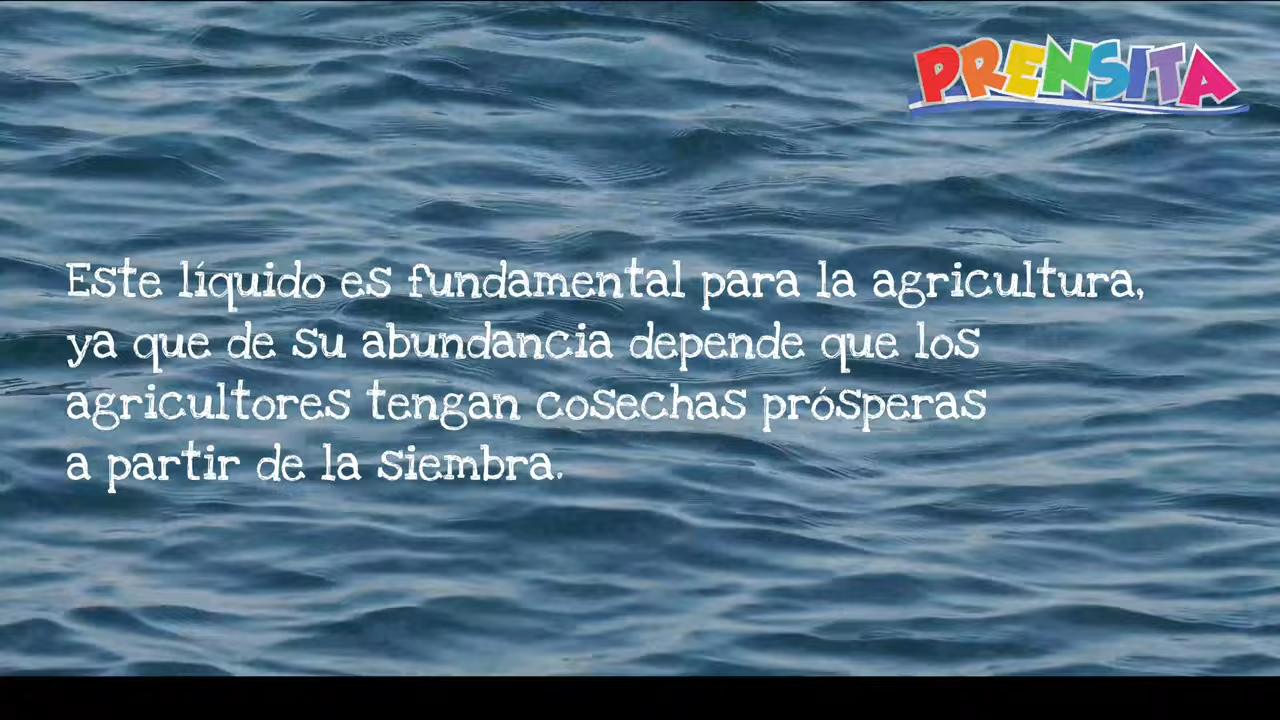 PRENSITA
Este líquido es fundamental para la agricultura,
ya que de su abundancia depende que los
agricultores tengan cosechas prósperas
a partir de la siembra.